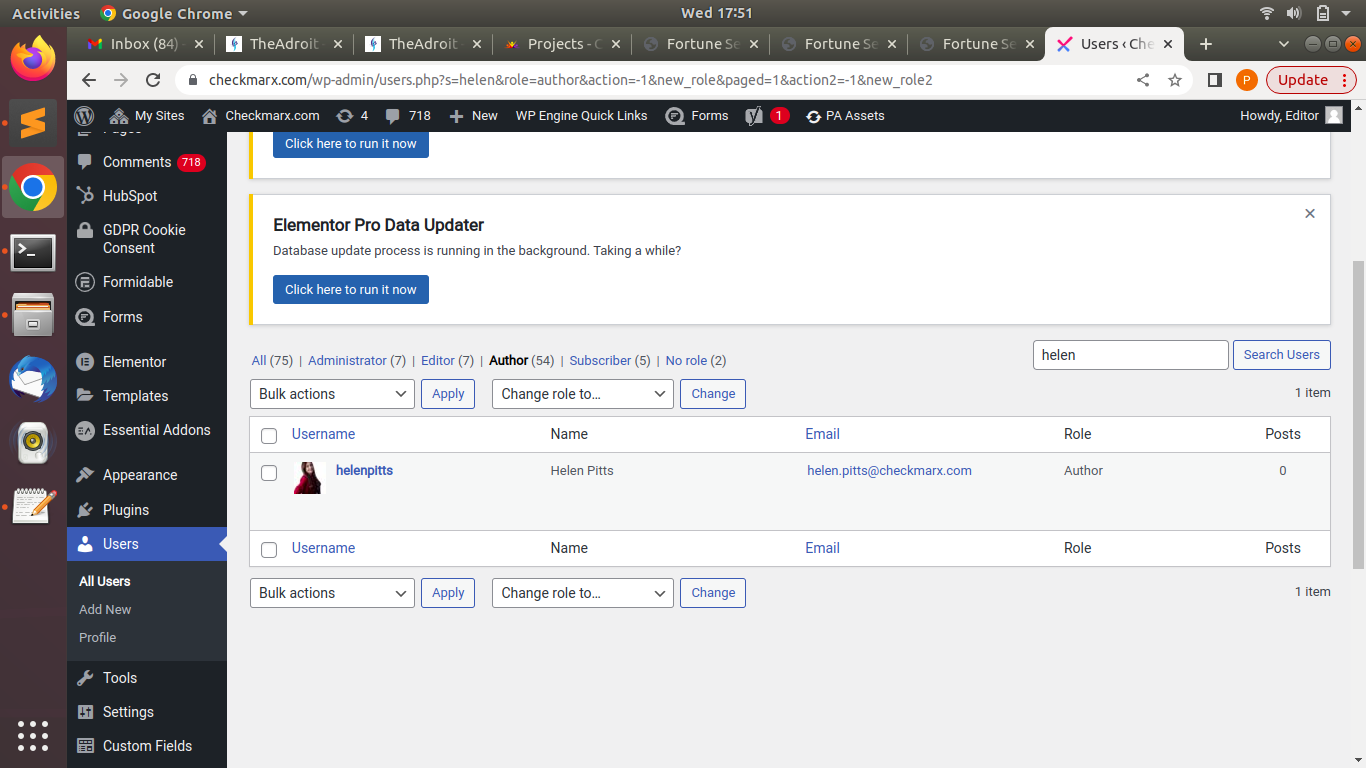 Activities Google Chrome Wed 17:51
Inbox (84) TheAdroit TheAdroit Projects - C Fortune Se Fortune Se Fortune Se Users ‹ Che
checkmarx.com/wp-admin/users.php?s=helen&role=author&action=-1&new_role&paged=1&action2=-1&new_role2 P Update
My Sites Checkmarx.com 4 718 New WP Engine Quick Links Forms 1 PA Assets Howdy, Editor
Pages
Comments 718
HubSpot
GDPR Cookie
Consent
Formidable
Forms
Elementor
Templates
Essential Addons
Appearance
Plugins
Users
All Users
Add New
Profile
Tools
Settings
Custom Fields
Click here to run it now
Elementor Pro Data Updater
Database update process is running in the background. Taking a while?
Click here to run it now
All (75) | Administrator (7) | Editor (7) | Author (54) | Subscriber (5) | No role (2)
helen Search Users
Bulk actions Apply Change role to... Change 1 item
Username Name Email Role Posts
helenpitts Helen Pitts helen.pitts@checkmarx.com Author 0
Username Name Email Role Posts
Bulk actions Apply Change role to... Change 1 item